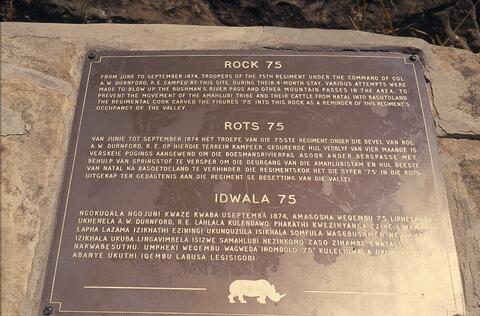 ROCK 75
FROM JUNE TO SEPTEMBER 1874, TROOPERS OF THE 75TH REGIMENT UNDER THE COMMAND OF COL.
A.W. DURNFORD, R.E. CAMPED AT THIS SITE. DURING THEIR 4-MONTH STAY, VARIOUS ATTEMPTS WERE
MADE TO BLOW UP THE BUSHMAN'S RIVER PASS AND OTHER MOUNTAIN PASSES IN THE AREA, TO
PREVENT THE MOVEMENT OF THE AMAHLUBI TRIBE AND THEIR CATTLE FROM NATAL INTO BASUTOLAND.
THE REGIMENTAL COOK CARVED THE FIGURES '75' INTO THIS ROCK AS A REMINDER OF THIS REGIMENT'S
OCCUPANCY OF THE VALLEY.
ROTS 75
VAN JUNIE TOT SEPTEMBER 1874 HET TROEPE VAN DIE 75STE REGIMENT ONDER DIE BEVEL VAN KOL.
A.W. DURNFORD, R.E. OP HIERDIE TERREIN KAMPEER. GEDURENDE HUL VERBLYF VAN VIER MAANDE IS
VERSKEIE POGINGS AANGEWEND OM DIE BOESMANSRIVIERPAS ASOOK ANDER BERGPASSE MET
BEHULP VAN SPRINGSTOF TE VERSPER OM DIE DEURGANG VAN DIE AMAHLUBISTAM EN HUL BEESTE
VAN NATAL NA BASOETOELAND TE VERHINDER. DIE REGIMENTSKOK HET DIE SYFER '75' IN DIE ROTS
UITGEKAP TER GEDAGTENIS AAN DIE REGIMENT SE BESETTING VAN DIE VALLEI.
IDWALA 75
NGOKUQALA NGOJUNI KWAZE KWABA USEPTEMBA 1874, AMASOSHA WEQEMBU 75
UKHENELA A.W. DURNFORD, R.E. LAHLALA KULENDAWO. PHAKATHI KWEZINYANGA EZINE
LAPHA LAZAMA IZIKHATHI EZININGI UKUNQUZULA ISIKHALA SOMFULA WASEBUSHMEN
IZIKHALA UKUBA LINGAVIMBELA ISIZWE SAMAHLUBI NEZINKOMO ZASO ZIHAMBE ENATALI
NAKWABESUTHU. UMPHEKI WEQEMBU WAGWEDA INOMBOLO '75'
ABANYE UKUTHI IQEMBU LABUSA LESISIGODI.